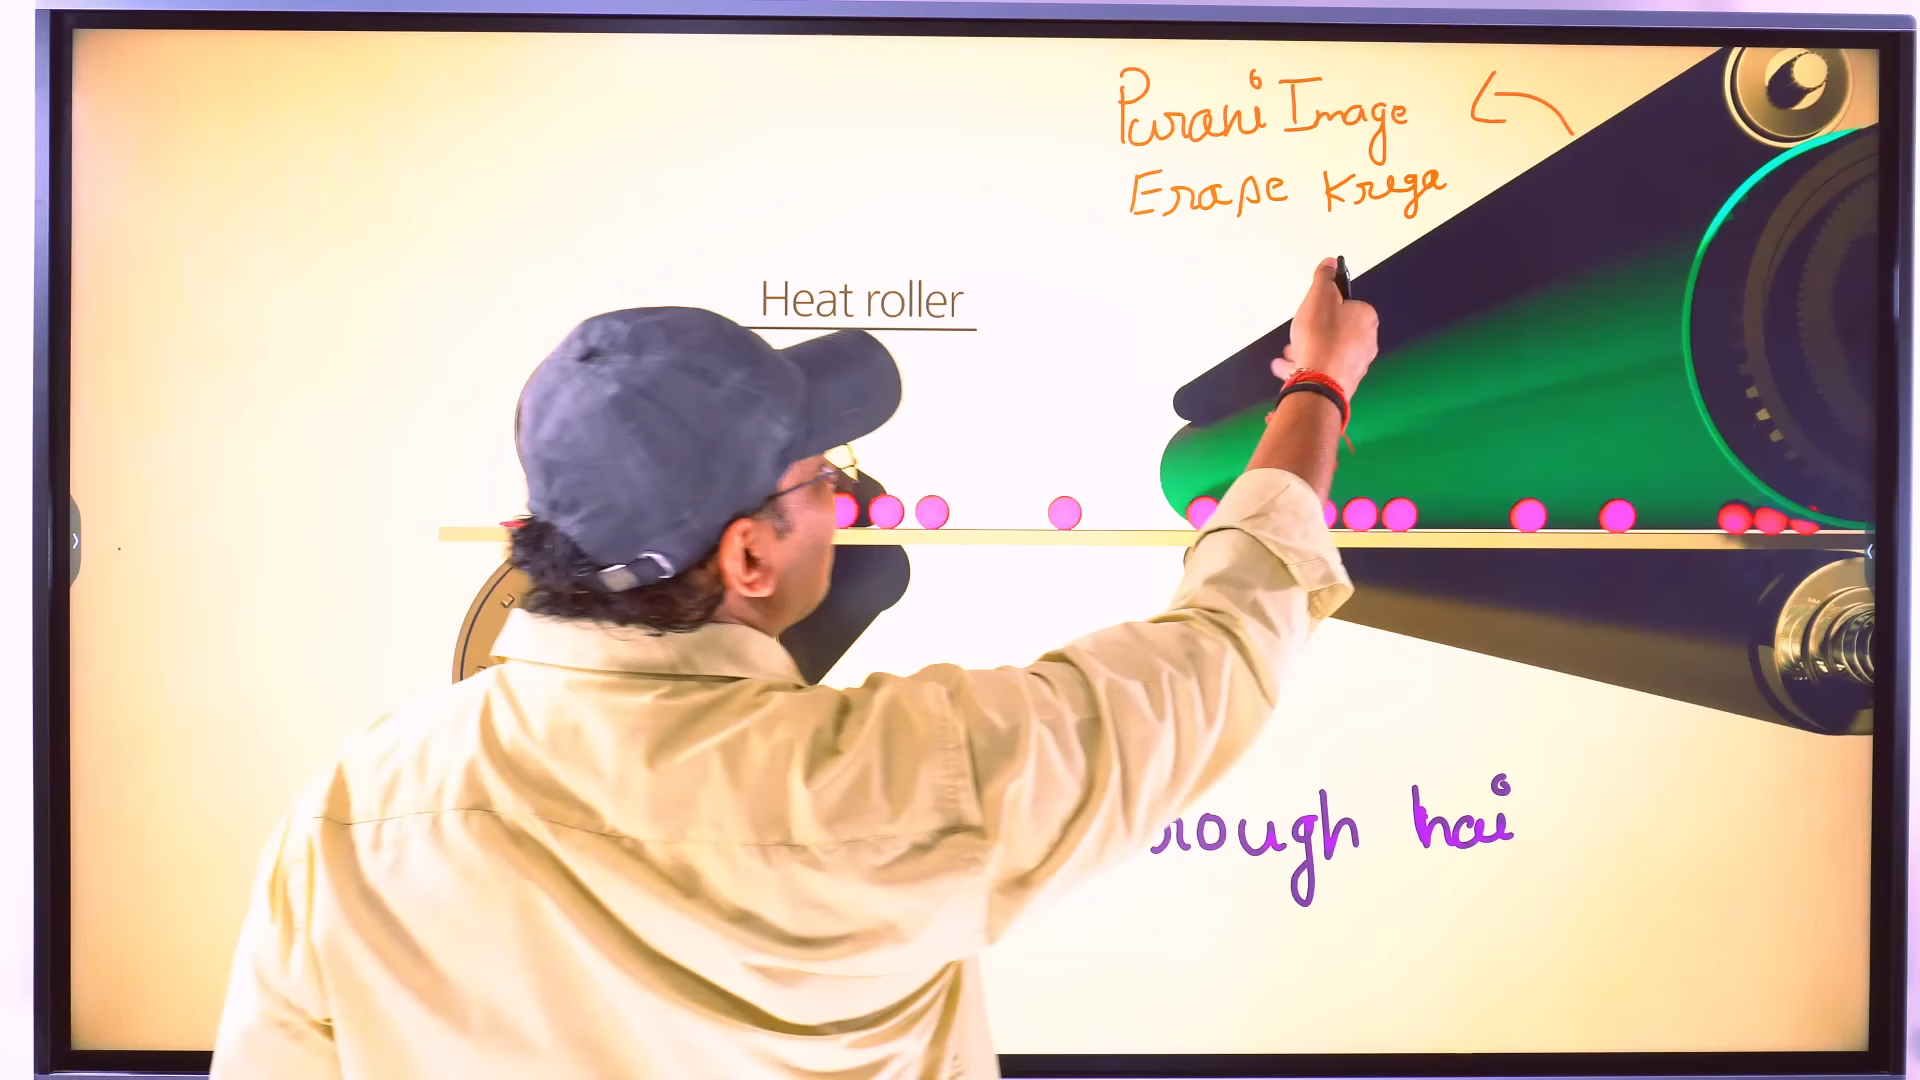 Purani Image
Erase Krega
Heat roller
rough hai